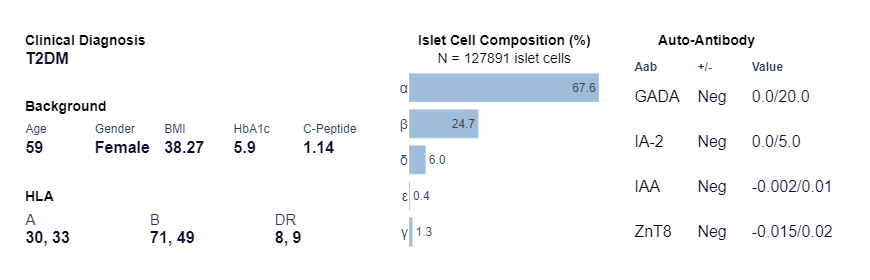 Clinical Diagnosis
T2DM
Background
Age Gender BMI HbA1c C-Peptide
59 Female 38.27 5.9 1.14
HLA
A B DR
30, 33 71, 49 8, 9
Islet Cell Composition (%)
N = 127891 islet cells
α 67.6
β 24.7
δ 6.0
ε 0.4
γ 1.3
Auto-Antibody
Aab +/- Value
GADA Neg 0.0/20.0
IA-2 Neg 0.0/5.0
IAA Neg -0.002/0.01
ZnT8 Neg -0.015/0.02